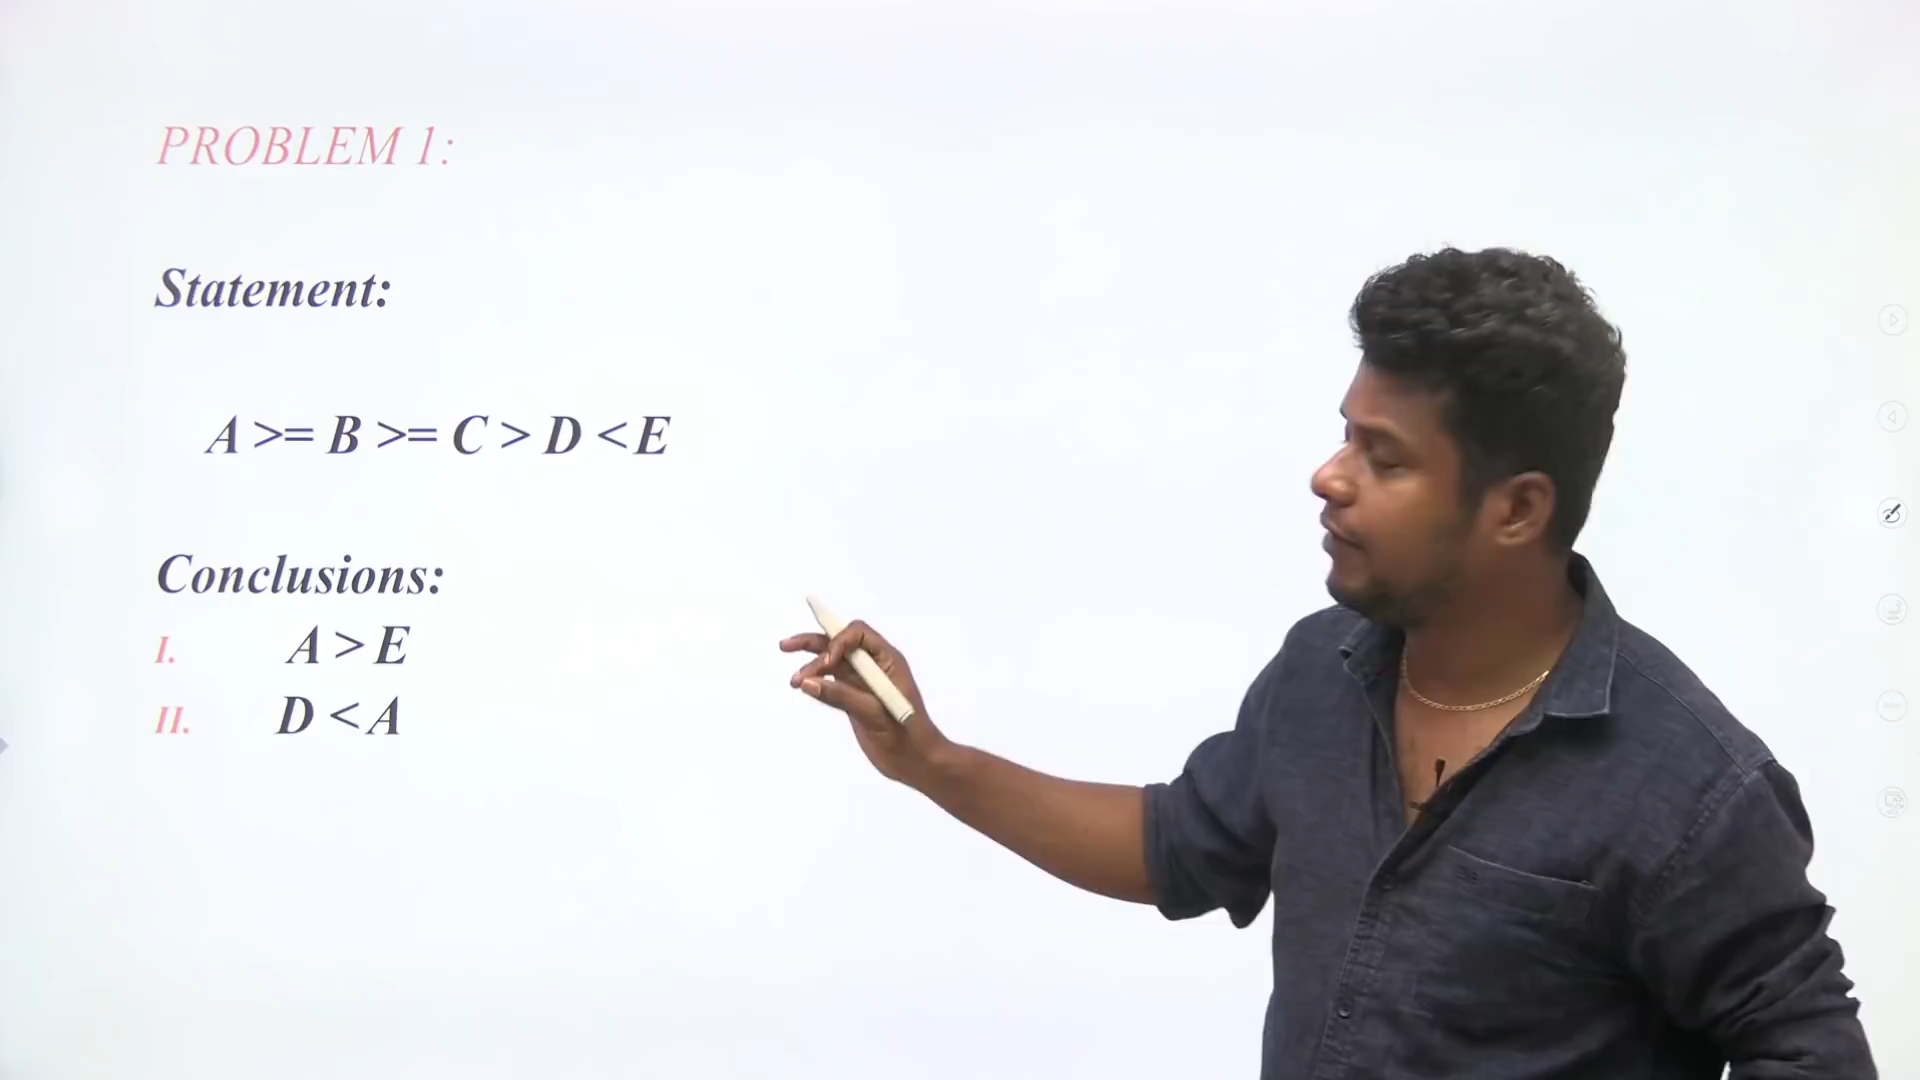 PROBLEM 1:
Statement:
A >= B >= C > D < E
Conclusions:
I. A > E
II. D < A